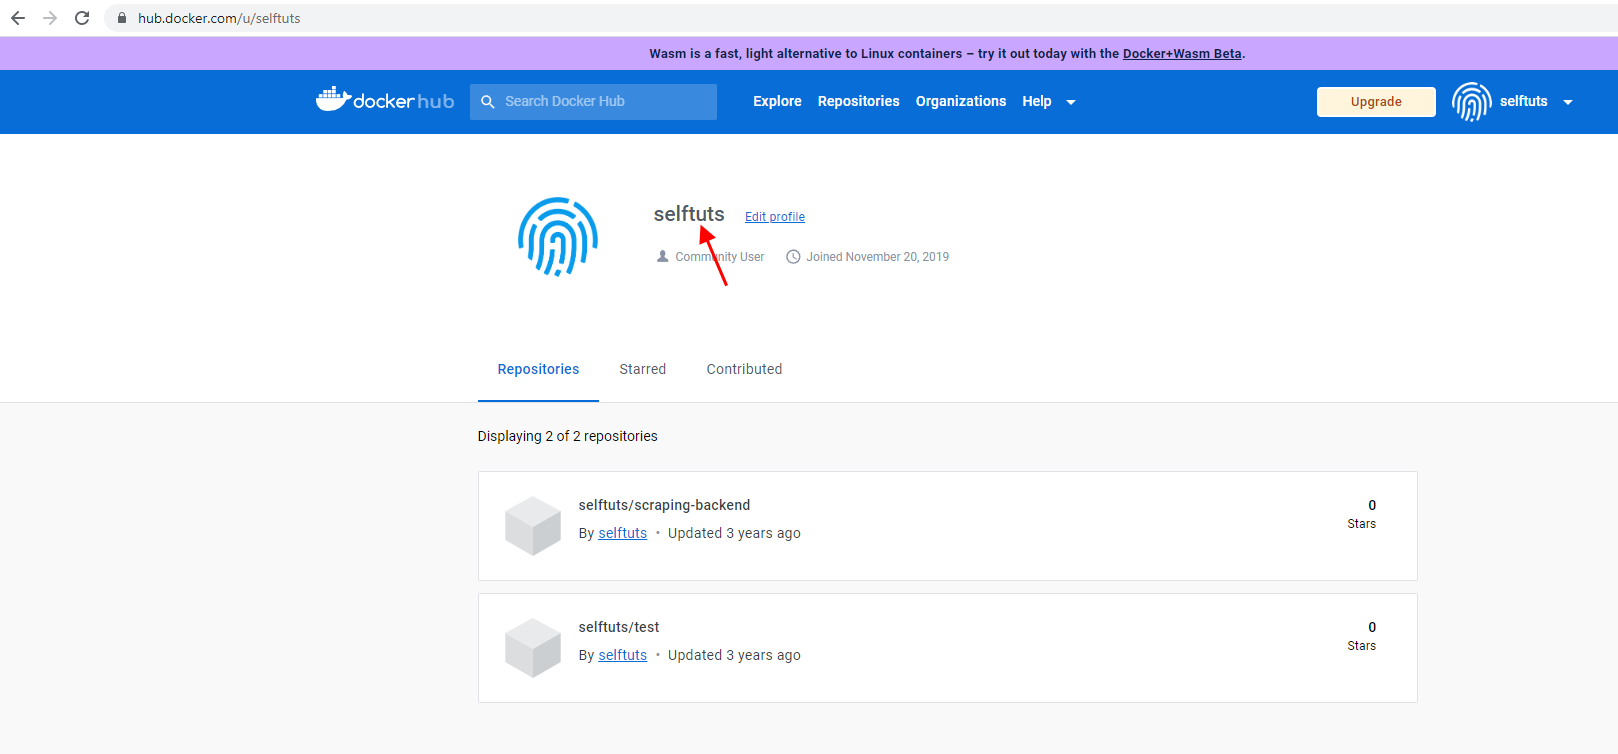 hub.docker.com/u/selftuts
Wasm is a fast, light alternative to Linux containers – try it out today with the Docker+Wasm Beta.
docker hub Search Docker Hub Explore Repositories Organizations Help Upgrade selftuts
selftuts Edit profile
Community User Joined November 20, 2019
Repositories Starred Contributed
Displaying 2 of 2 repositories
selftuts/scraping-backend 0
By selftuts • Updated 3 years ago Stars
selftuts/test 0
By selftuts • Updated 3 years ago Stars